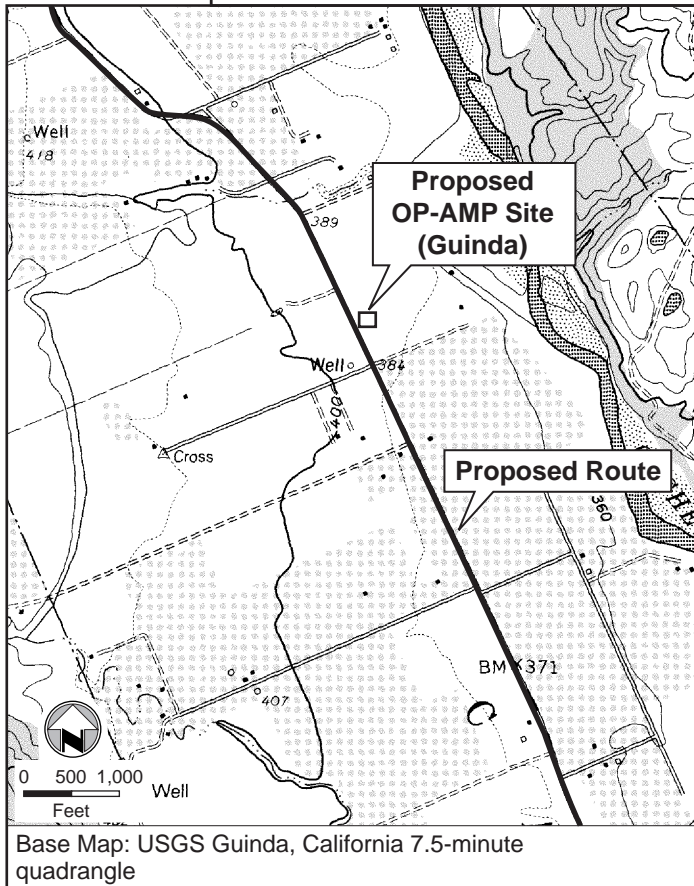 Well
418
Proposed
OP-AMP Site
(Guinda)
389
Well
384
400
Cross
Proposed Route
360
BM X371
C
407
N
0 500 1,000
Feet
Well
Base Map: USGS Guinda, California 7.5-minute
quadrangle